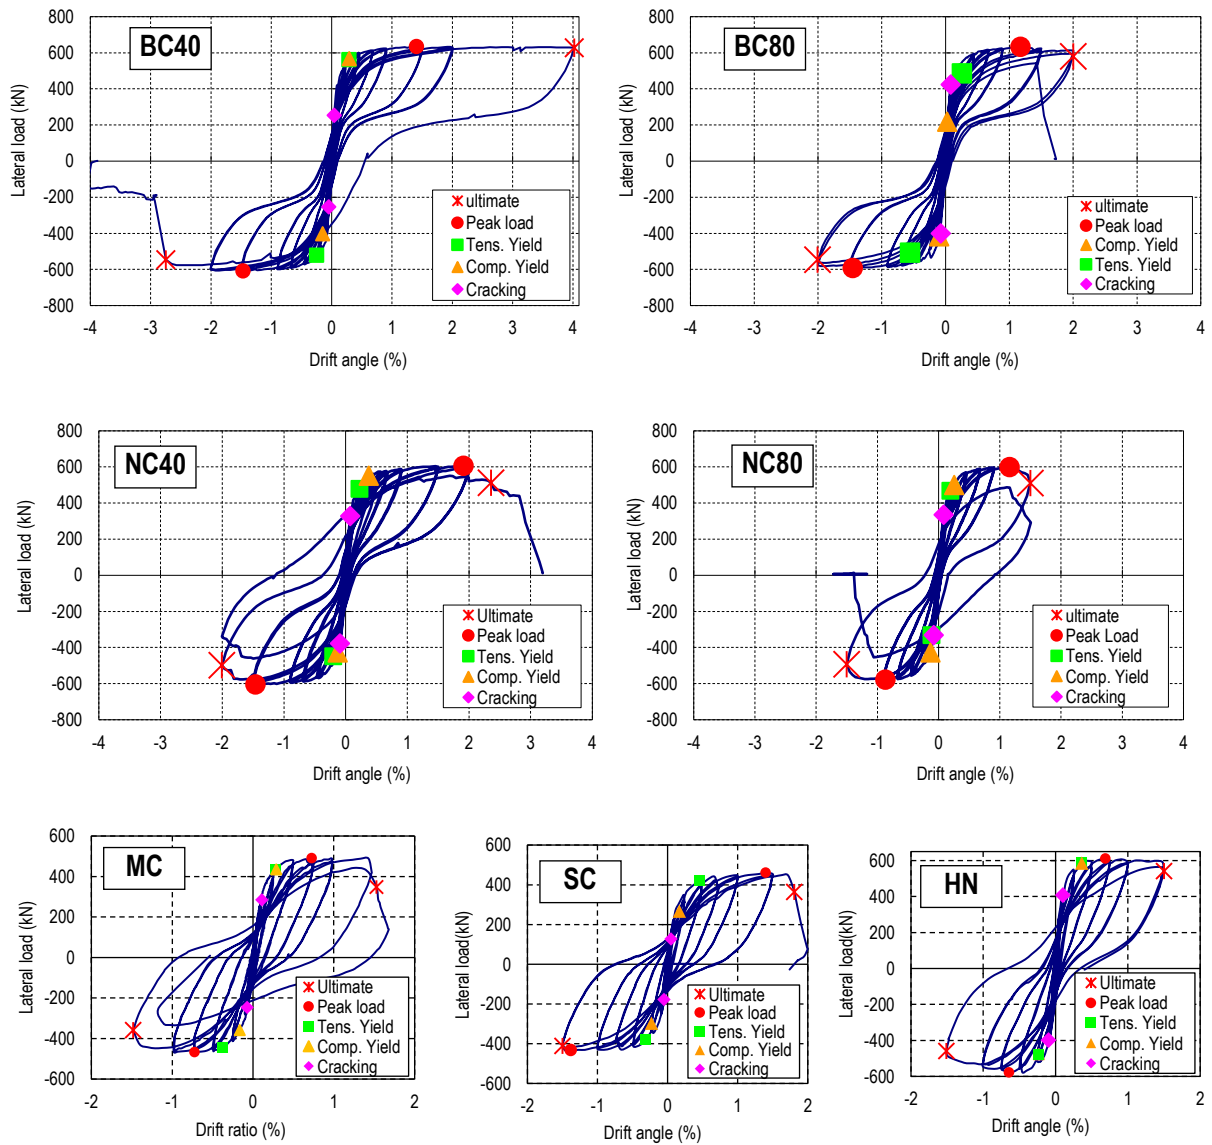 BC40
800
600
400
200
0
-200
-400
-600
-800
Lateral load (kN)
-4 -3 -2 -1 0 1 2 3 4
Drift angle (%)
ultimate
Peak load
Tens. Yield
Comp. Yield
Cracking
BC80
800
600
400
200
0
-200
-400
-600
-800
Lateral load (kN)
-4 -3 -2 -1 0 1 2 3 4
Drift angle (%)
ultimate
Peak load
Comp. Yield
Tens. Yield
Cracking
NC40
800
600
400
200
0
-200
-400
-600
-800
Lateral load (kN)
-4 -3 -2 -1 0 1 2 3 4
Drift angle (%)
Ultimate
Peak load
Tens. Yield
Comp. Yield
Cracking
NC80
800
600
400
200
0
-200
-400
-600
-800
Lateral load (kN)
-4 -3 -2 -1 0 1 2 3 4
Drift angle (%)
ultimate
Peak Load
Tens. Yield
Comp. Yield
Cracking
MC
600
400
200
0
-200
-400
-600
Lateral load (kN)
-2 -1 0 1 2
Drift ratio (%)
Ultimate
Peak load
Tens. Yield
Comp. Yield
Cracking
SC
600
400
200
0
-200
-400
-600
Lateral load(kN)
-2 -1 0 1 2
Drift angle (%)
Ultimate
Peak load
Tens. Yield
Comp. Yield
Cracking
HN
600
400
200
0
-200
-400
-600
Lateral load(kN)
-2 -1 0 1 2
Drift angle (%)
Ultimate
Peak load
Tens. Yield
Comp. Yield
Cracking